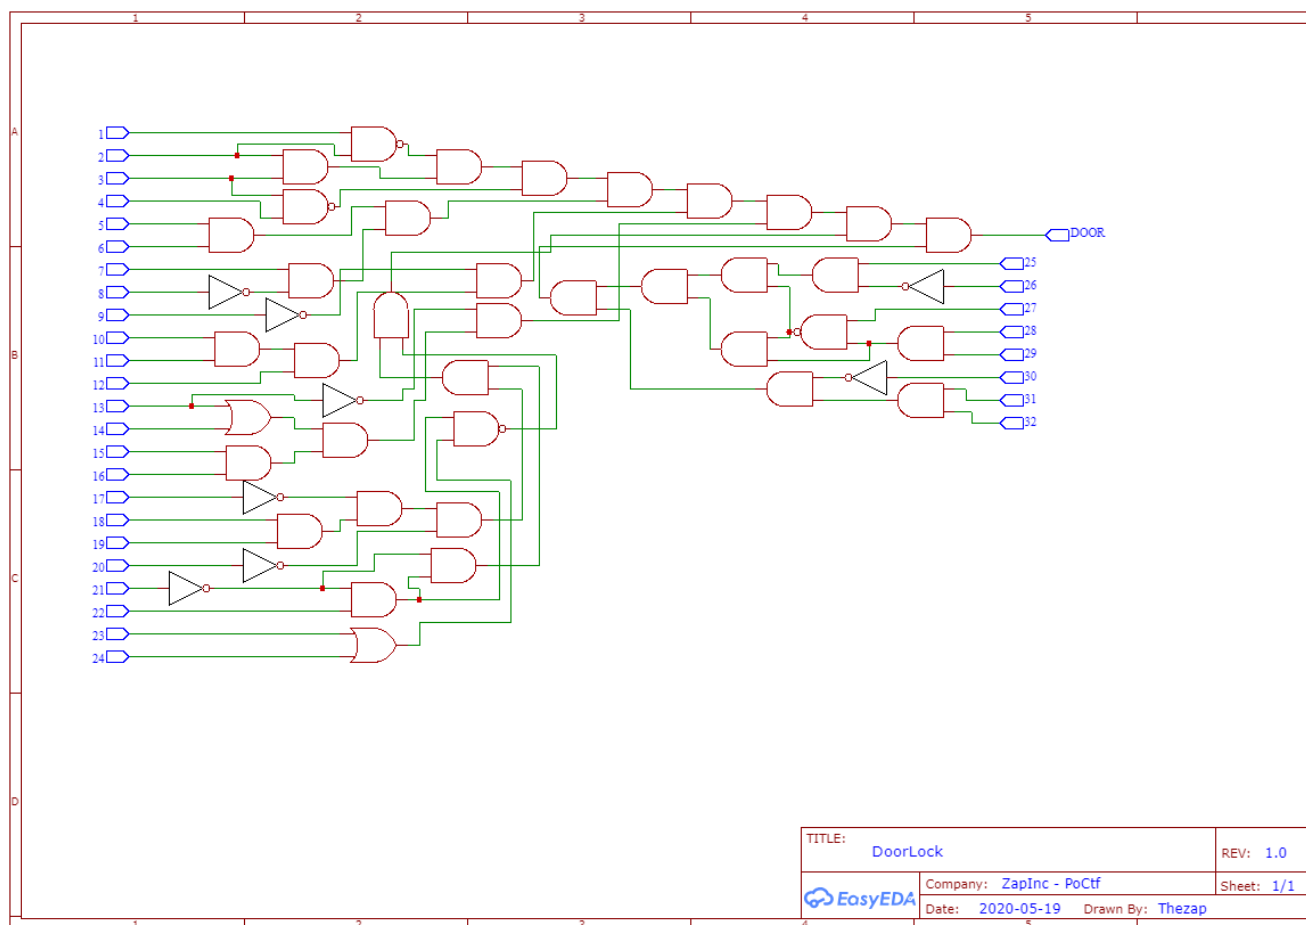 1 2 3 4 5
A
B
C
D
1
2
3
4
5
6
7
8
9
10
11
12
13
14
15
16
17
18
19
20
21
22
23
24
DOOR
25
26
27
28
29
30
31
32
TITLE:
DoorLock
REV: 1.0
EasyEDA
Company: ZapInc - PoCtf
Sheet: 1/1
Date: 2020-05-19 Drawn By: Thezap
1 2 3 4 5